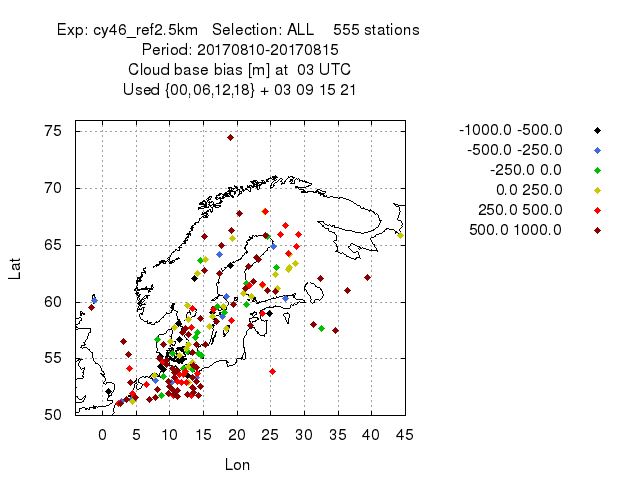 Exp: cy46_ref2.5km   Selection: ALL    555 stations
Period: 20170810-20170815
Cloud base bias [m] at  03 UTC
Used {00,06,12,18} + 03 09 15 21
-1000.0 -500.0
-500.0 -250.0
-250.0 0.0
0.0 250.0
250.0 500.0
500.0 1000.0
75
70
65
60
55
50
Lat
0 5 10 15 20 25 30 35 40 45
Lon